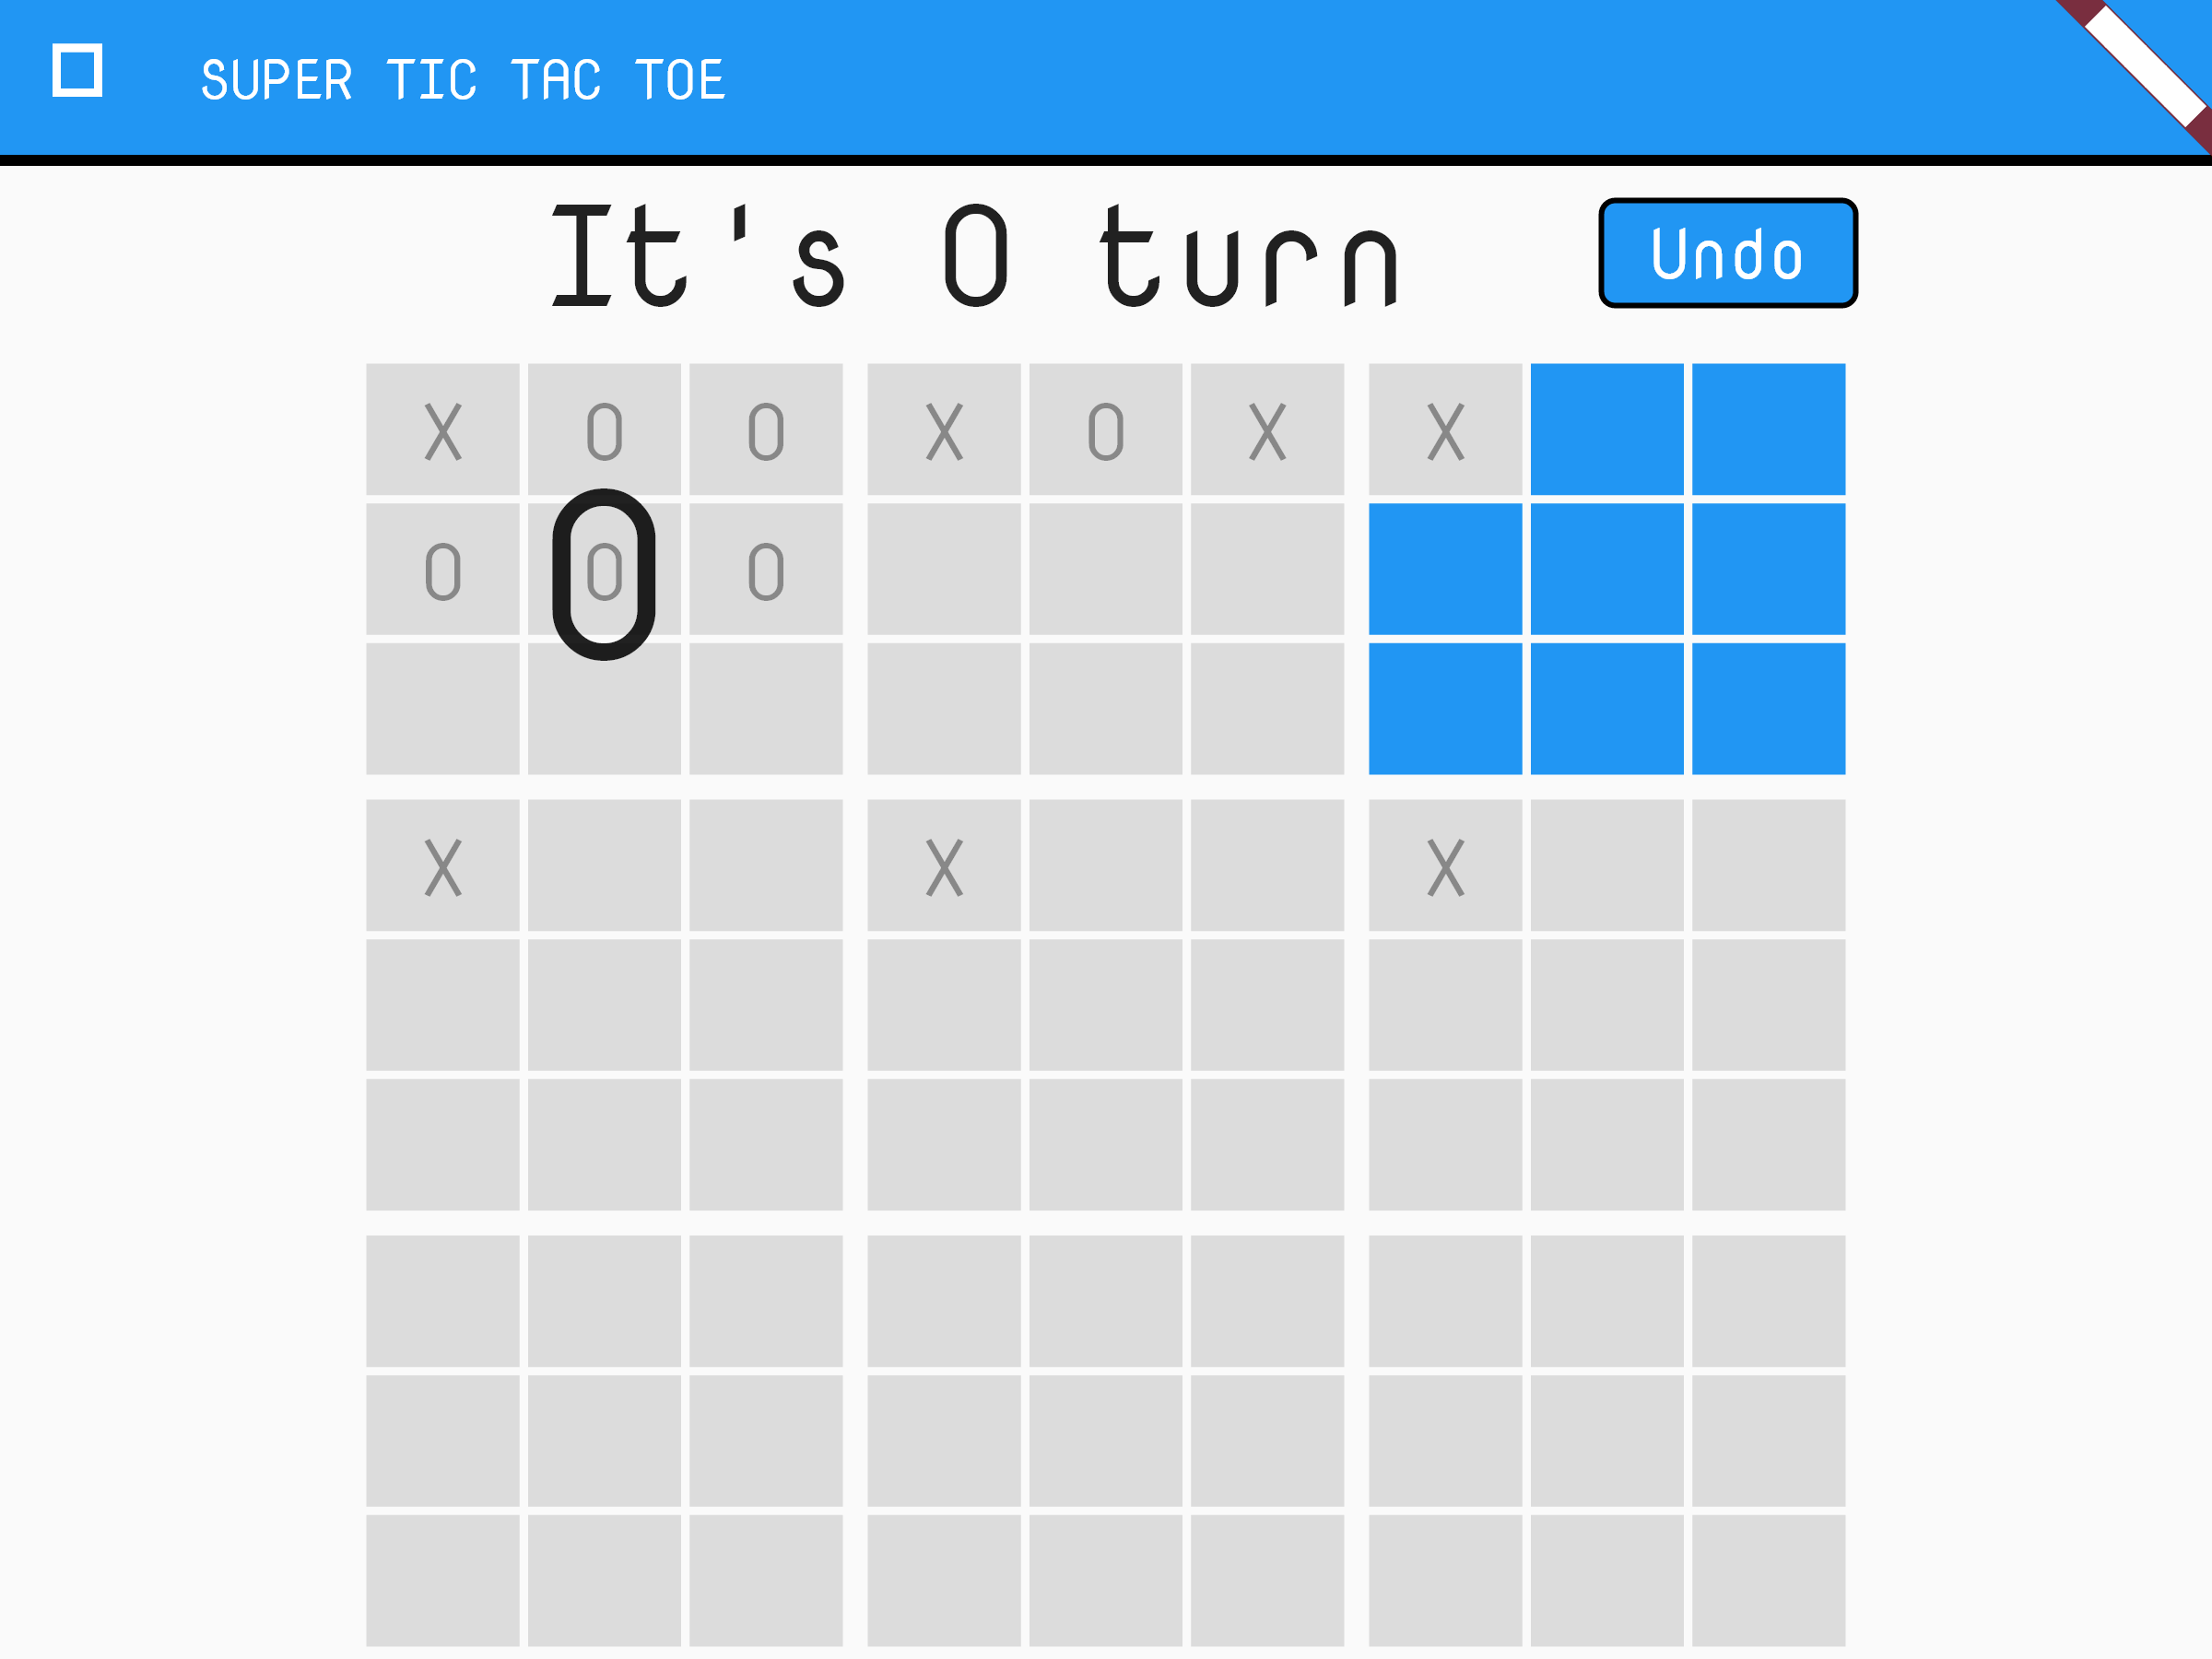 SUPER TIC TAC TOE
It's O turn
Undo
X O O X O X X
O O O
O
X X X